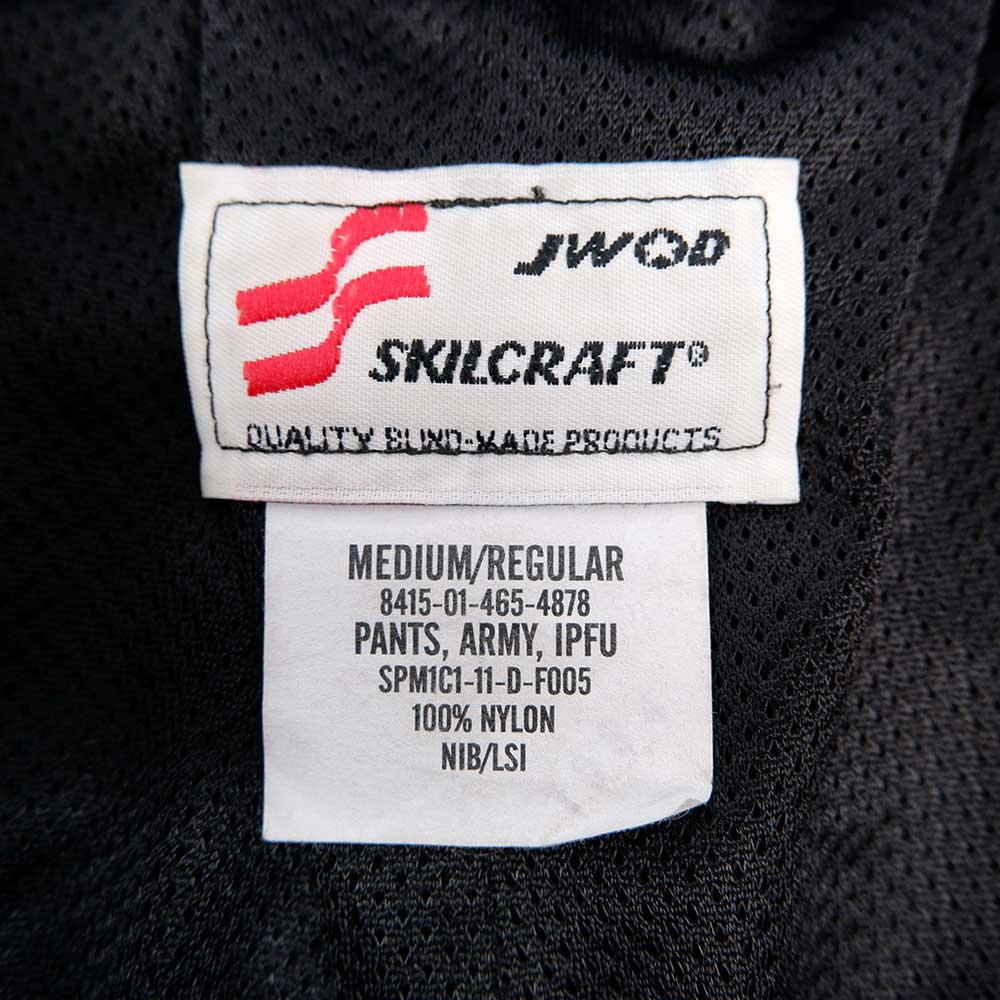 JWOD
SKILCRAFT®
QUALITY BLIND-MADE PRODUCTS
MEDIUM/REGULAR
8415-01-465-4878
PANTS, ARMY, IPFU
SPM1C1-11-D-F005
100% NYLON
NIB/LSI